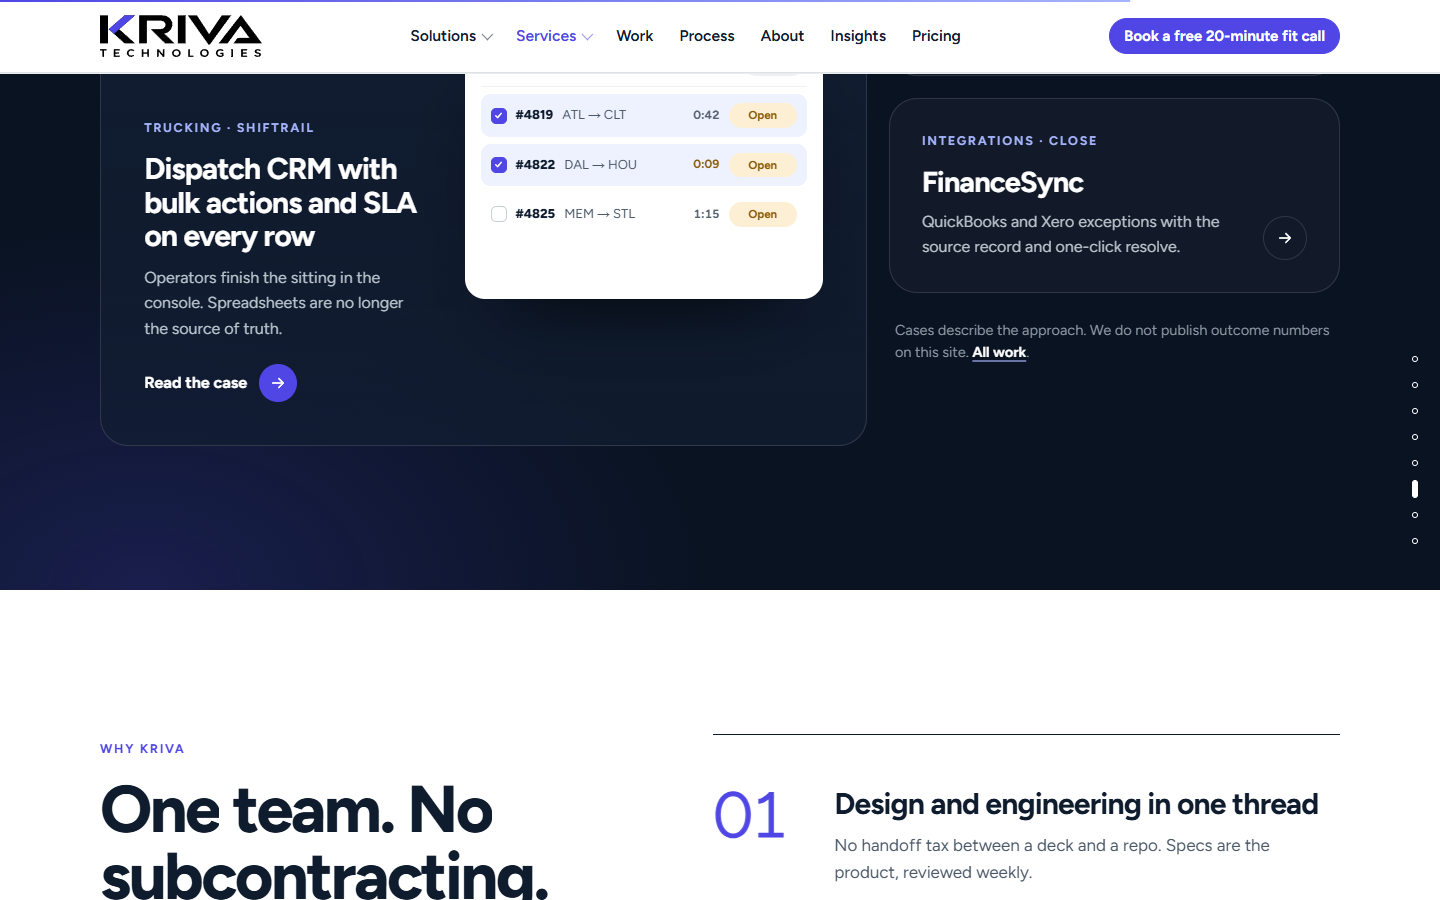 KRIVA
TECHNOLOGIES
Solutions
Services
Work
Process
About
Insights
Pricing
Book a free 20-minute fit call
TRUCKING · SHIFTRAIL
Dispatch CRM with
bulk actions and SLA
on every row
Operators finish the sitting in the
console. Spreadsheets are no longer
the source of truth.
Read the case →
#4819 ATL → CLT 0:42 Open
#4822 DAL → HOU 0:09 Open
#4825 MEM → STL 1:15 Open
INTEGRATIONS · CLOSE
FinanceSync
QuickBooks and Xero exceptions with the
source record and one-click resolve.
→
Cases describe the approach. We do not publish outcome numbers
on this site. All work.
WHY KRIVA
One team. No
subcontracting.
01
Design and engineering in one thread
No handoff tax between a deck and a repo. Specs are the
product, reviewed weekly.